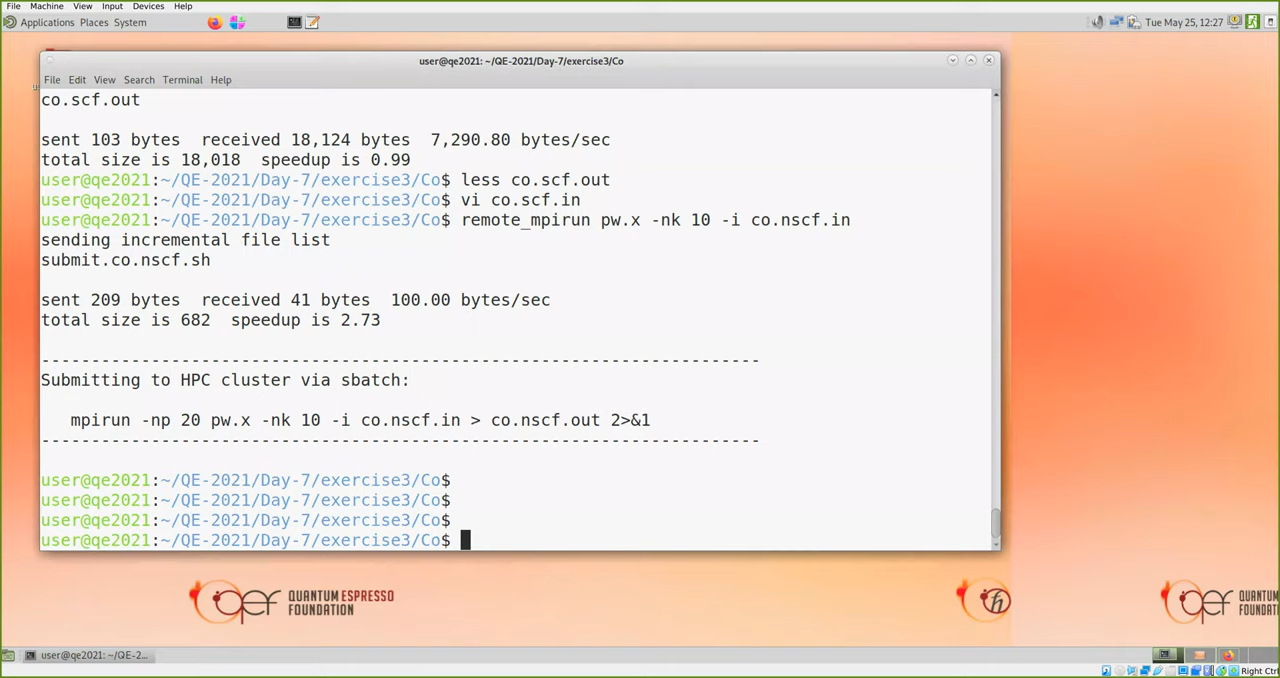 File Machine View Input Devices Help
Applications Places System Tue May 25, 12:27
user@qe2021: ~/QE-2021/Day-7/exercise3/Co
File Edit View Search Terminal Help
co.scf.out
sent 103 bytes  received 18,124 bytes  7,290.80 bytes/sec
total size is 18,018  speedup is 0.99
user@qe2021:~/QE-2021/Day-7/exercise3/Co$ less co.scf.out
user@qe2021:~/QE-2021/Day-7/exercise3/Co$ vi co.scf.in
user@qe2021:~/QE-2021/Day-7/exercise3/Co$ remote_mpirun pw.x -nk 10 -i co.nscf.in
sending incremental file list
submit.co.nscf.sh
sent 209 bytes  received 41 bytes  100.00 bytes/sec
total size is 682  speedup is 2.73
------------------------------------------------------------------------
Submitting to HPC cluster via sbatch:
mpirun -np 20 pw.x -nk 10 -i co.nscf.in > co.nscf.out 2>&1
------------------------------------------------------------------------
user@qe2021:~/QE-2021/Day-7/exercise3/Co$
user@qe2021:~/QE-2021/Day-7/exercise3/Co$
user@qe2021:~/QE-2021/Day-7/exercise3/Co$
user@qe2021:~/QE-2021/Day-7/exercise3/Co$
QUANTUM ESPRESSO
FOUNDATION
QUANTUM
user@qe2021: ~/QE-2...
Right Ctrl